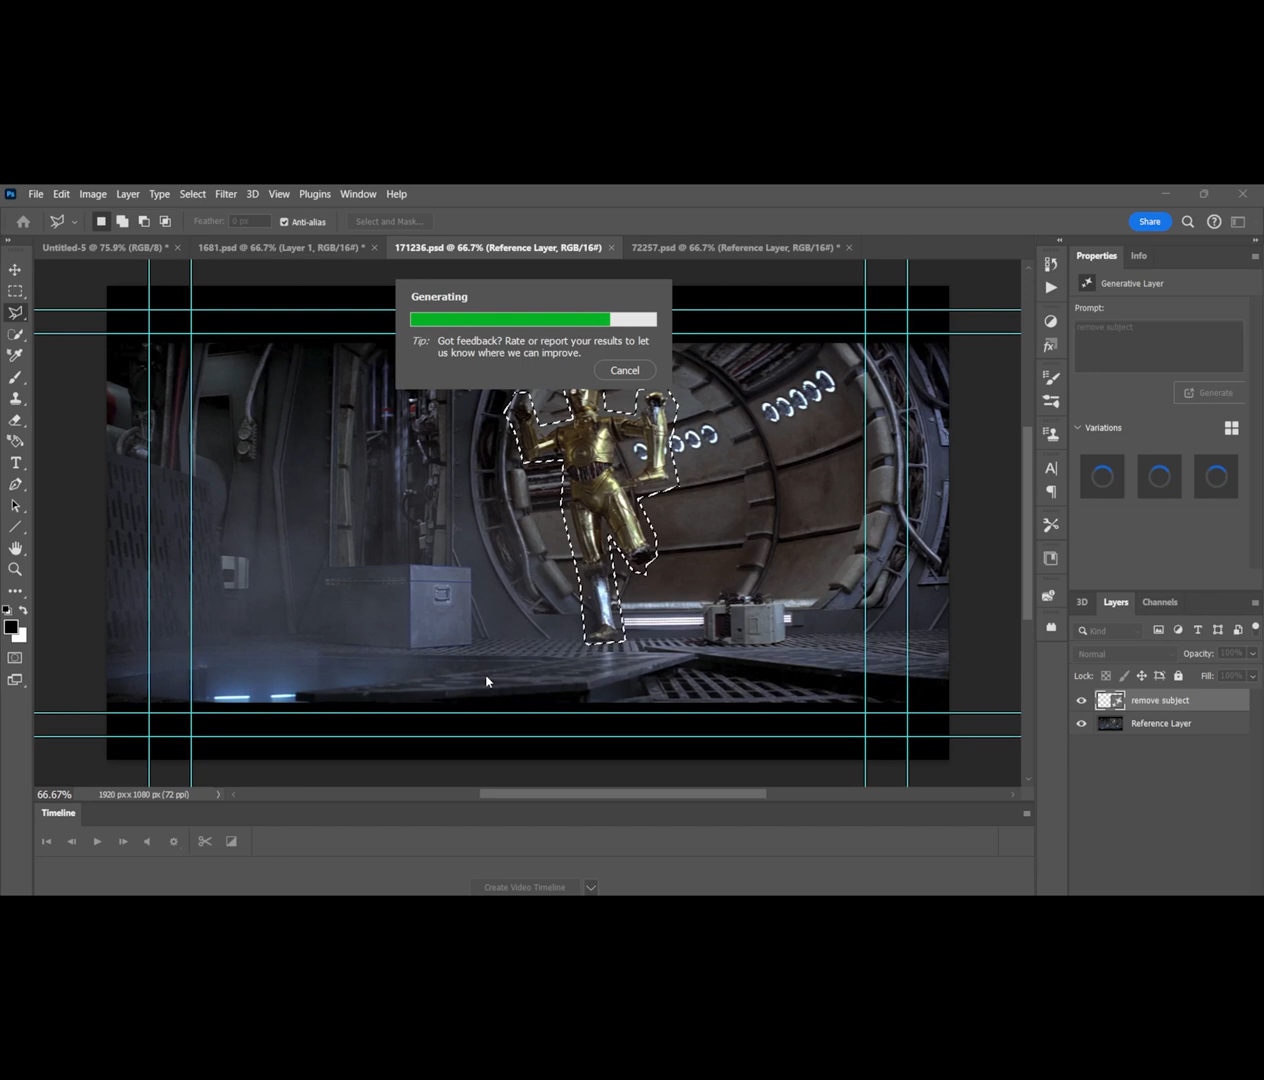 Ps File Edit Image Layer Type Select Filter 3D View Plugins Window Help
Feather: 0 px Anti-alias Select and Mask... Share
Untitled-5 @ 75.9% (RGB/8) * 1681.psd @ 66.7% (Layer 1, RGB/16#) * 171236.psd @ 66.7% (Reference Layer, RGB/16#) 72257.psd @ 66.7% (Reference Layer, RGB/16#) *
Properties Info
Generative Layer
Prompt:
remove subject
Generate
Variations
Generating
Tip: Got feedback? Rate or report your results to let
us know where we can improve.
Cancel
3D Layers Channels
Kind
Normal Opacity: 100%
Lock: Fill: 100%
remove subject
Reference Layer
66.67% 1920 px x 1080 px (72 ppi)
Timeline
Create Video Timeline